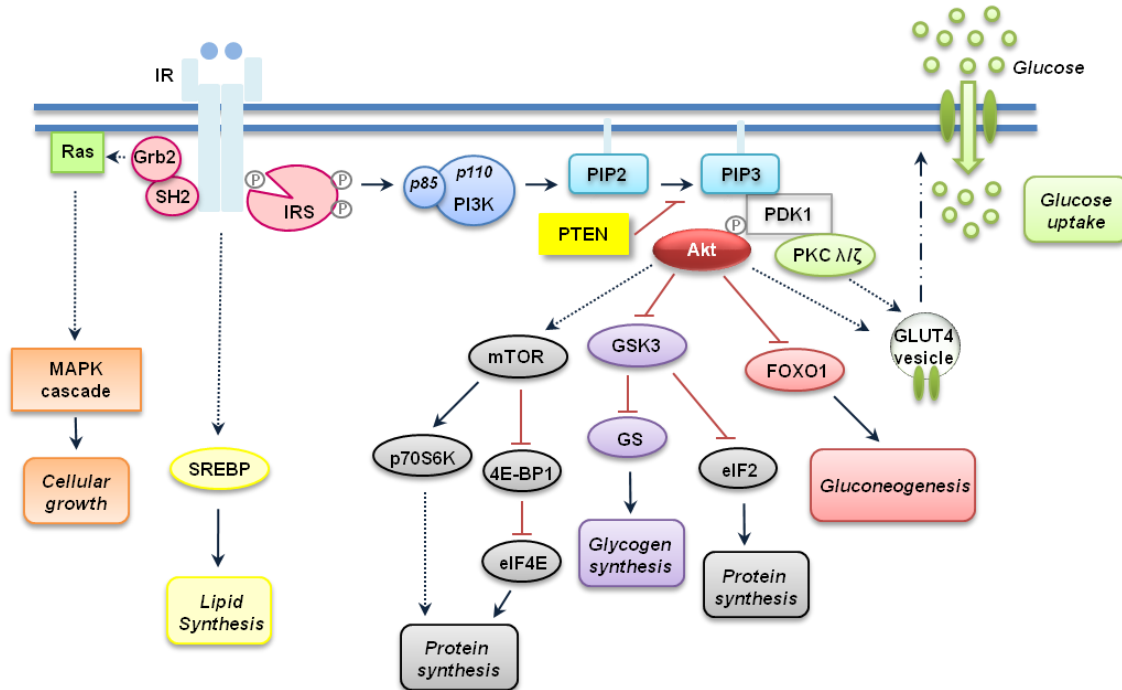 IR
Glucose
Ras
Grb2
SH2
P
P
P
IRS
p85
p110
PI3K
PIP2
PIP3
PTEN
P
PDK1
Akt
PKC λ/ζ
Glucose
uptake
MAPK
cascade
mTOR
GSK3
FOXO1
GLUT4
vesicle
SREBP
p70S6K
4E-BP1
GS
eIF2
Cellular
growth
Gluconeogenesis
eIF4E
Glycogen
synthesis
Protein
synthesis
Lipid
Synthesis
Protein
synthesis